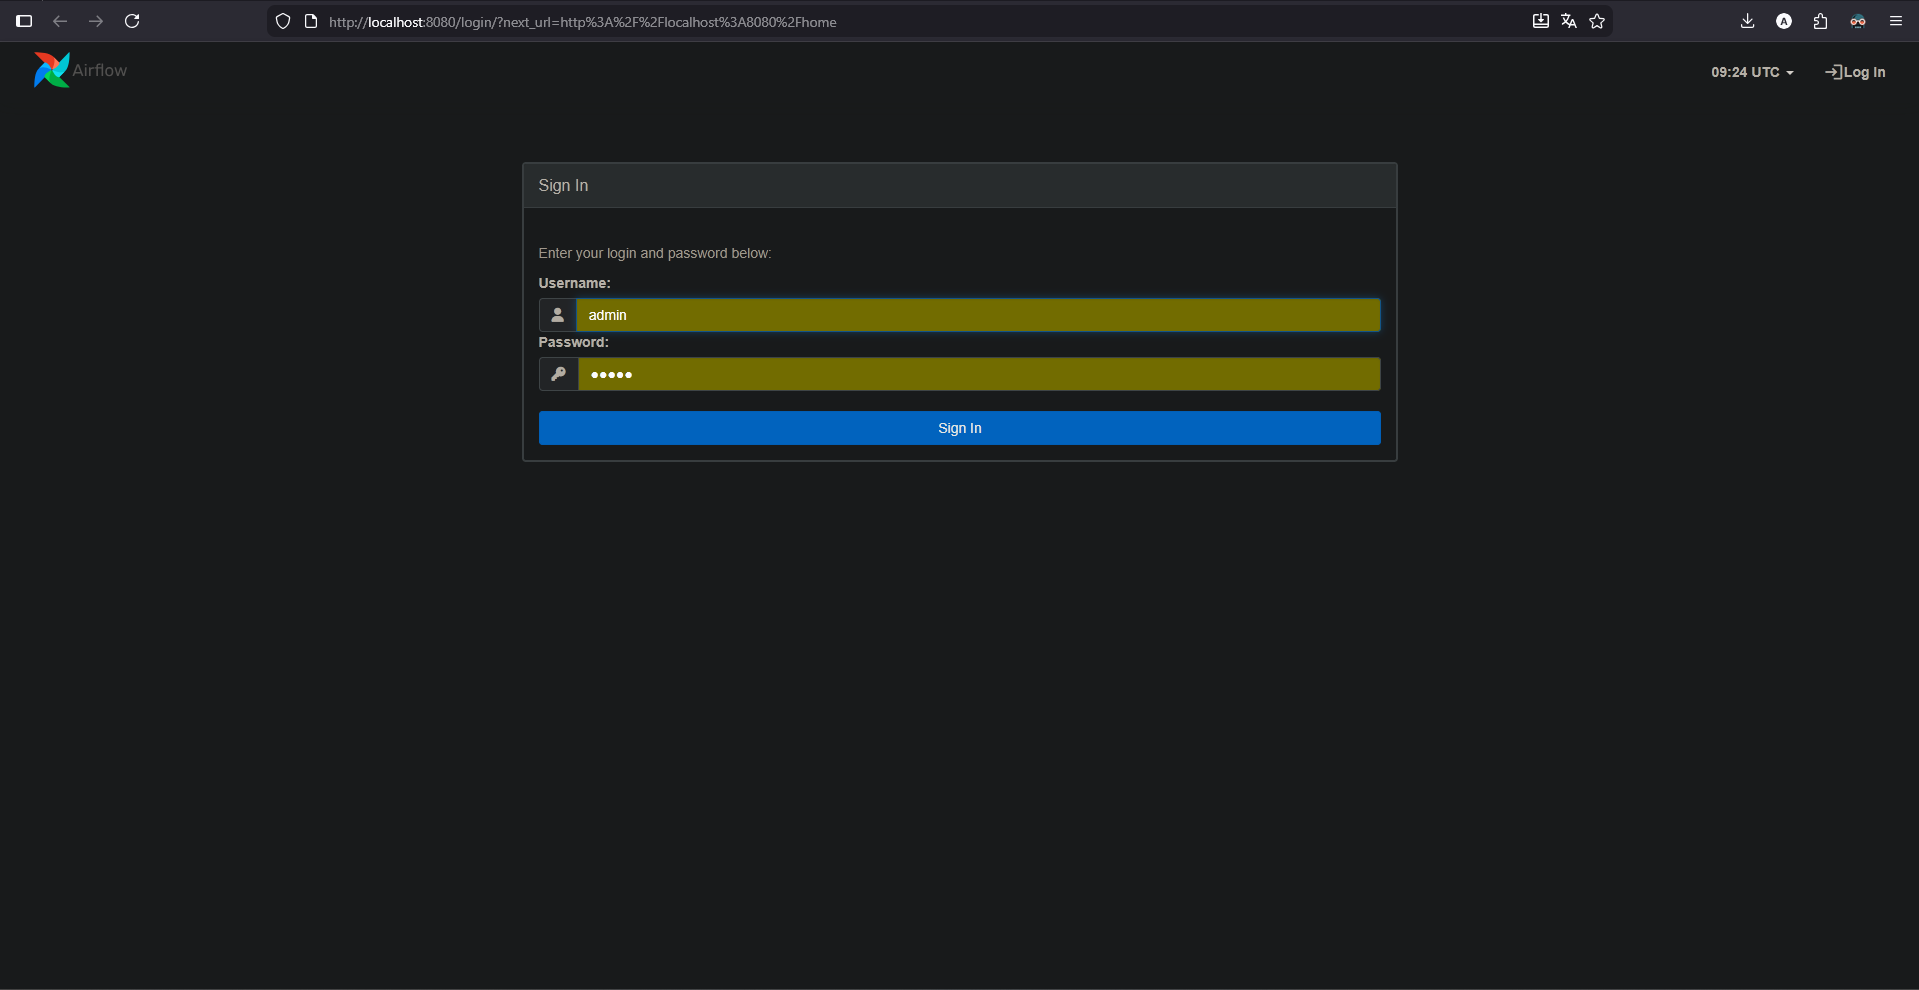 http://localhost:8080/login/?next_url=http%3A%2F%2Flocalhost%3A8080%2Fhome
A
Airflow
09:24 UTC
Log In
Sign In
Enter your login and password below:
Username:
admin
Password:
•••••
Sign In